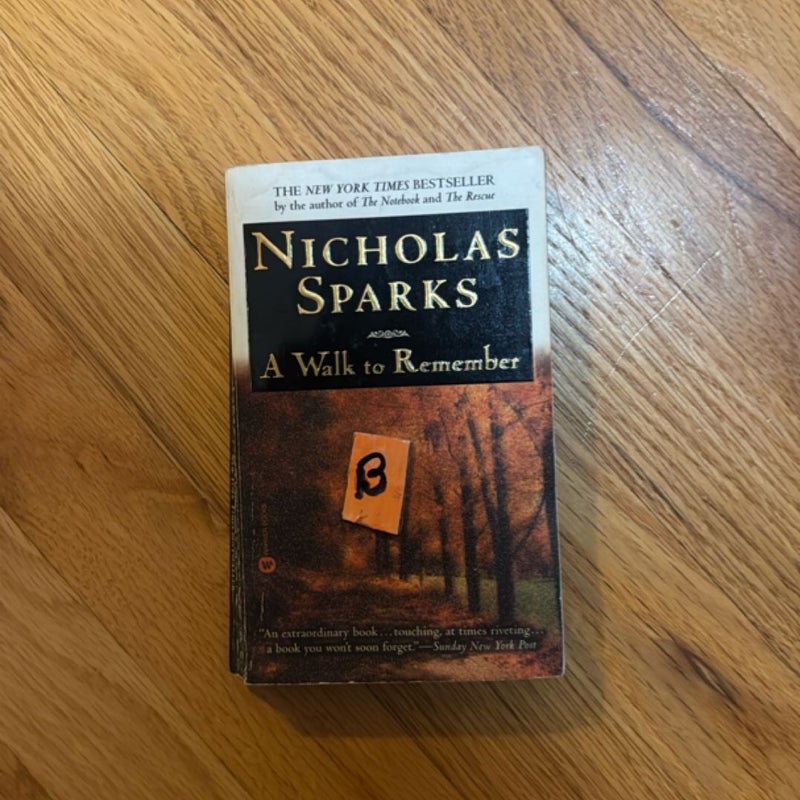 THE NEW YORK TIMES BESTSELLER
by the author of The Notebook and The Rescue
NICHOLAS
SPARKS
A Walk to Remember
B
"An extraordinary book...touching, at times riveting...
a book you won't soon forget."—Sunday New York Post